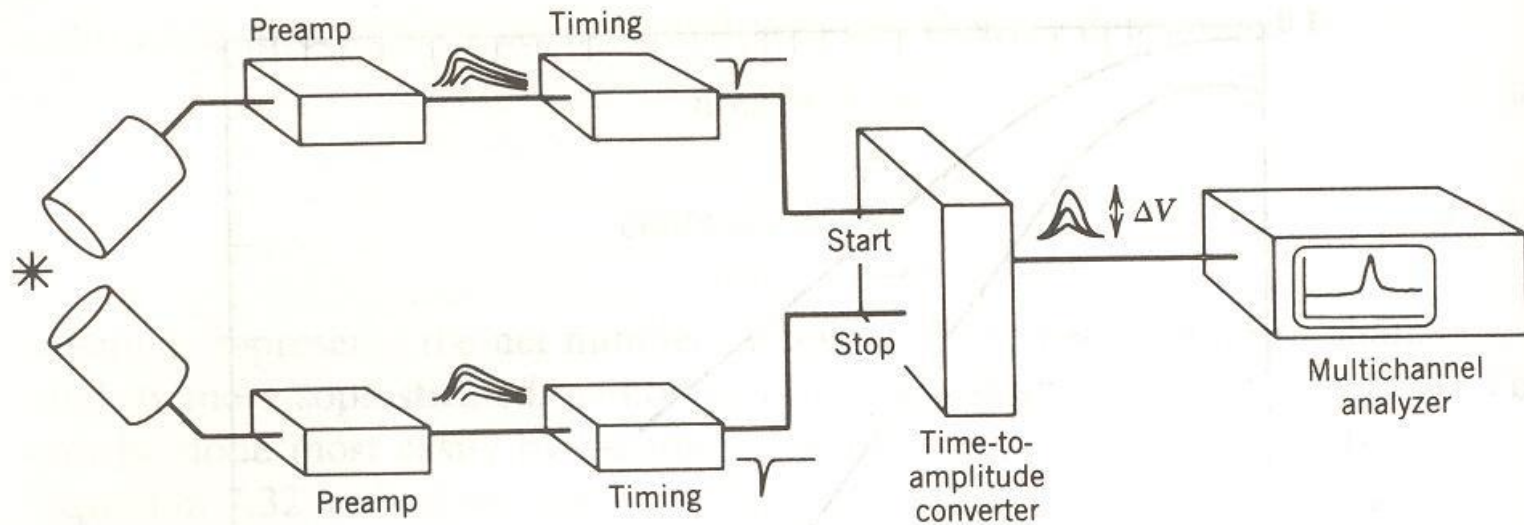 Preamp
Timing
ΔV
Start
Stop
Multichannel
analyzer
Time-to-
amplitude
converter
Preamp
Timing